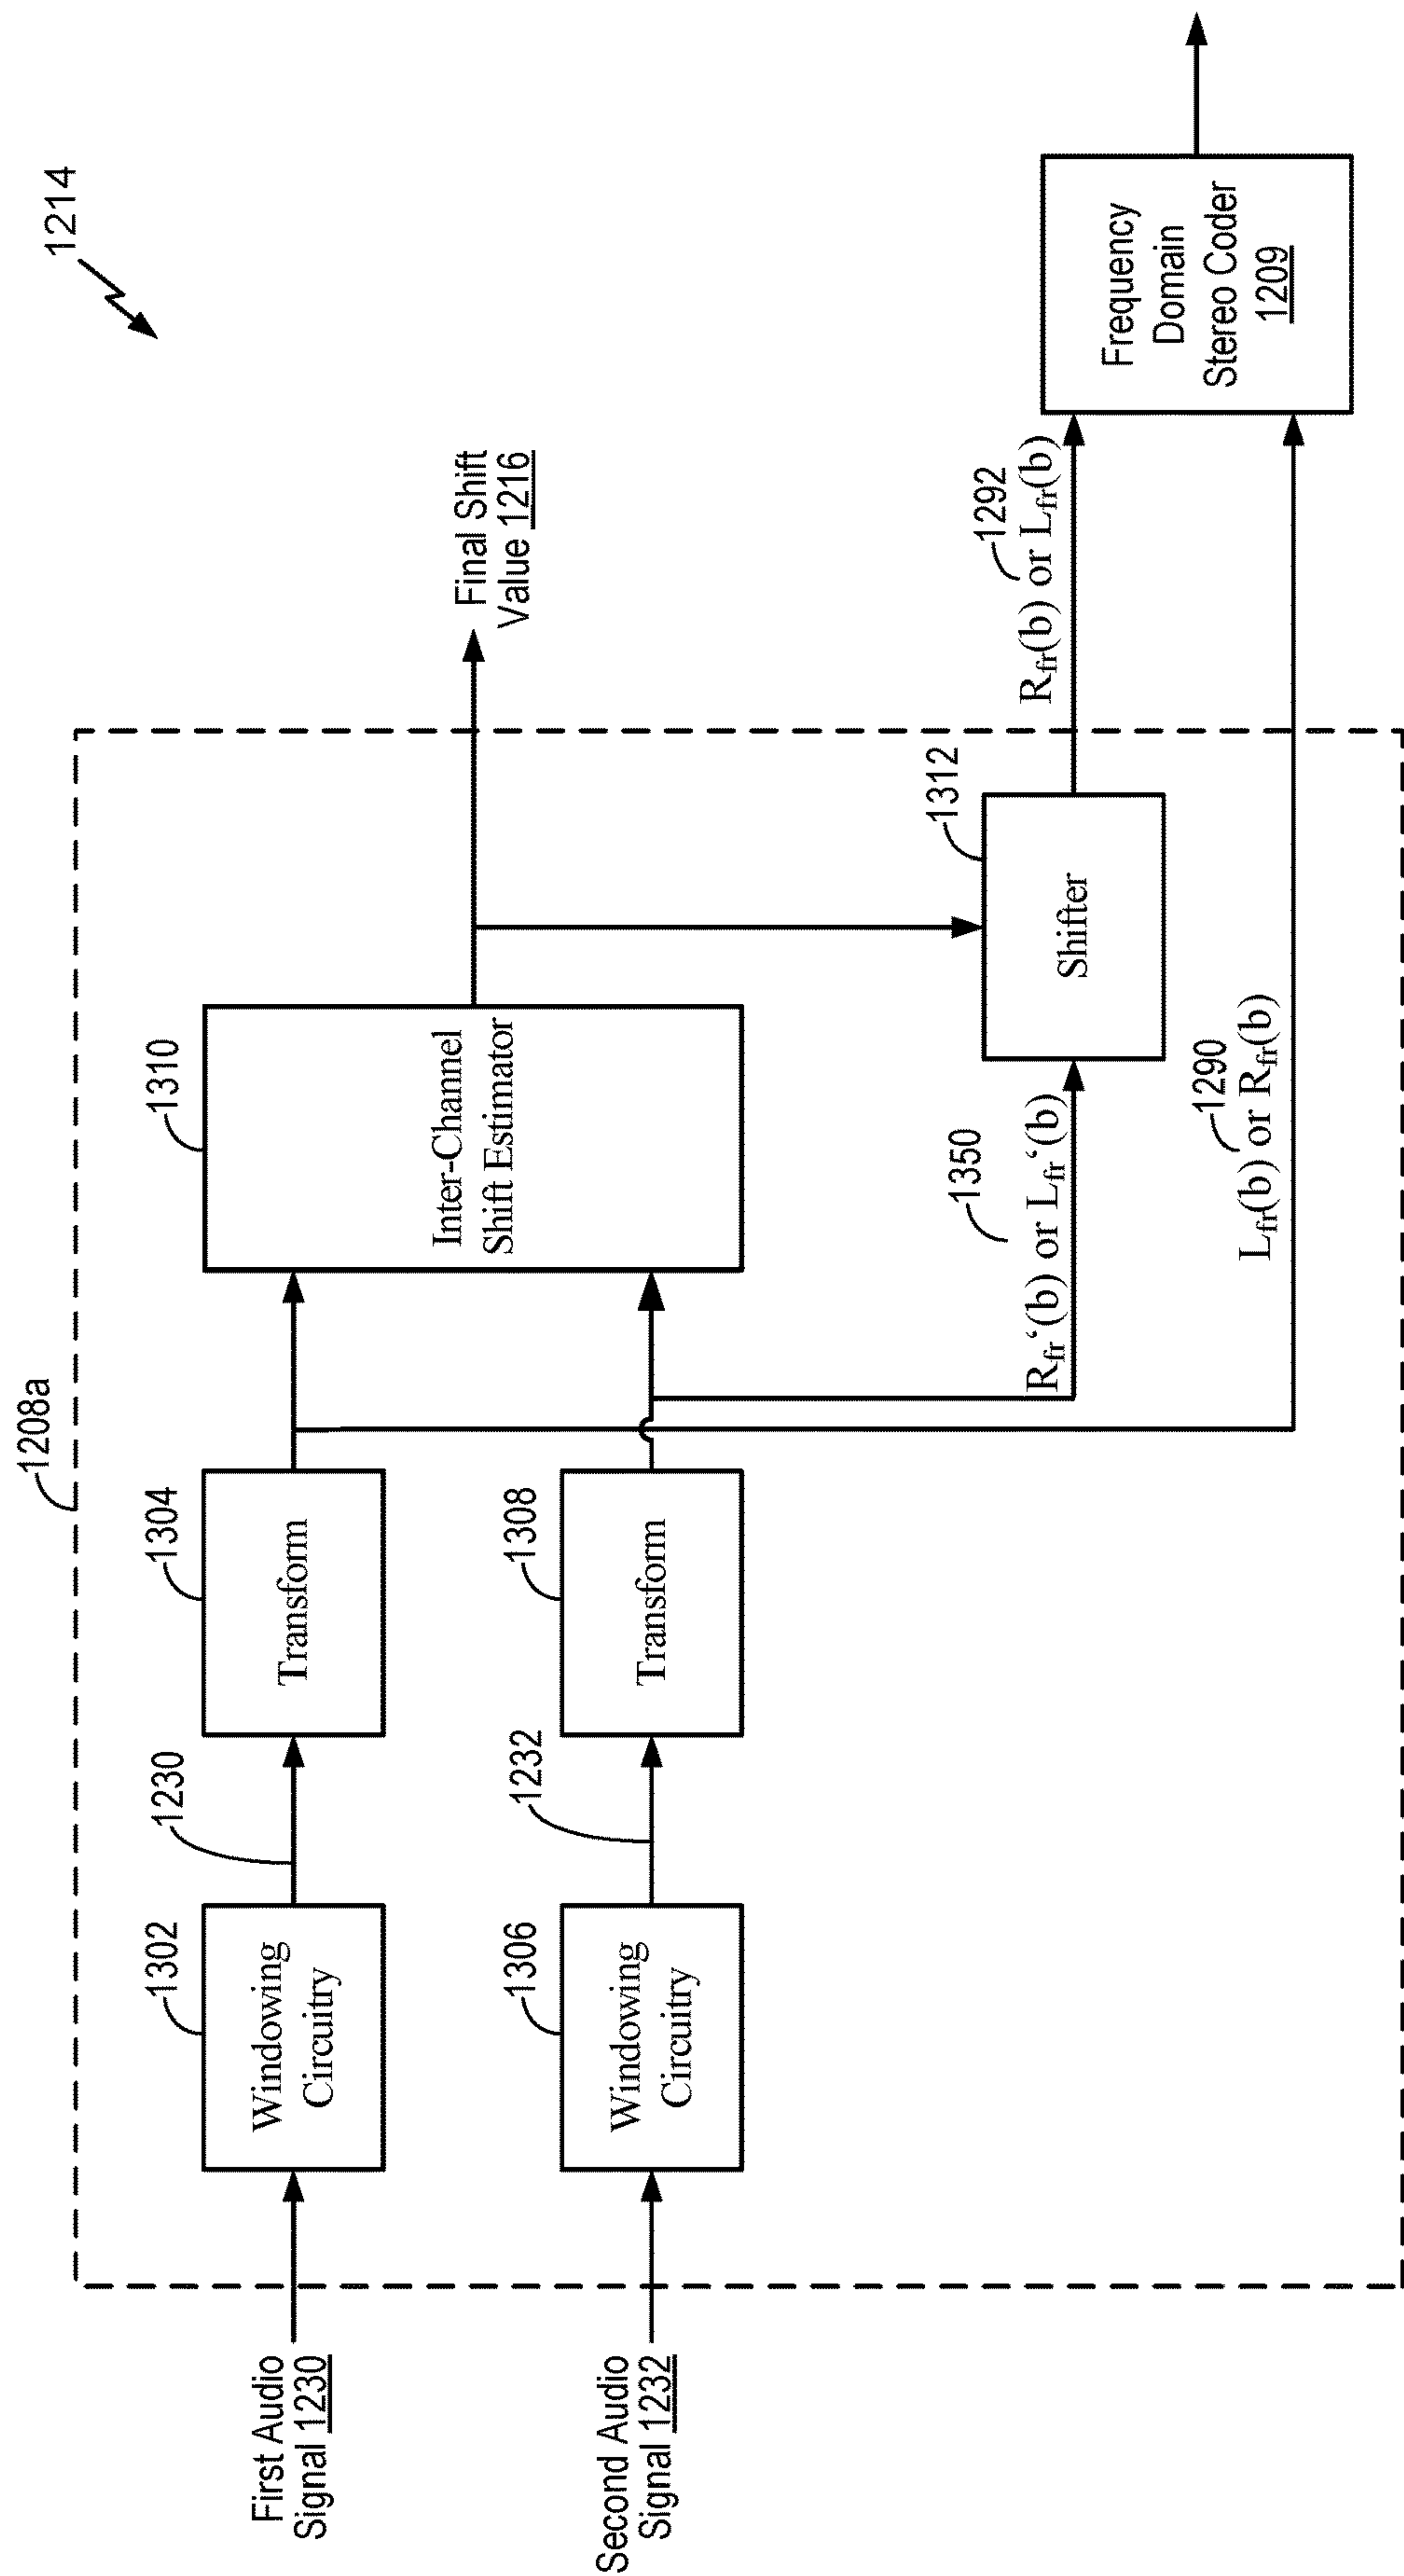 1214
1208a
First Audio
Signal 1230
1302
Windowing
Circuitry
1230
1304
Transform
1310
Inter-Channel
Shift Estimator
Final Shift
Value 1216
Second Audio
Signal 1232
1306
Windowing
Circuitry
1232
1308
Transform
1350
Rfr‘(b) or Lfr‘(b)
1312
Shifter
1292
Rfr(b) or Lfr(b)
1290
Lfr(b) or Rfr(b)
Frequency
Domain
Stereo Coder
1209